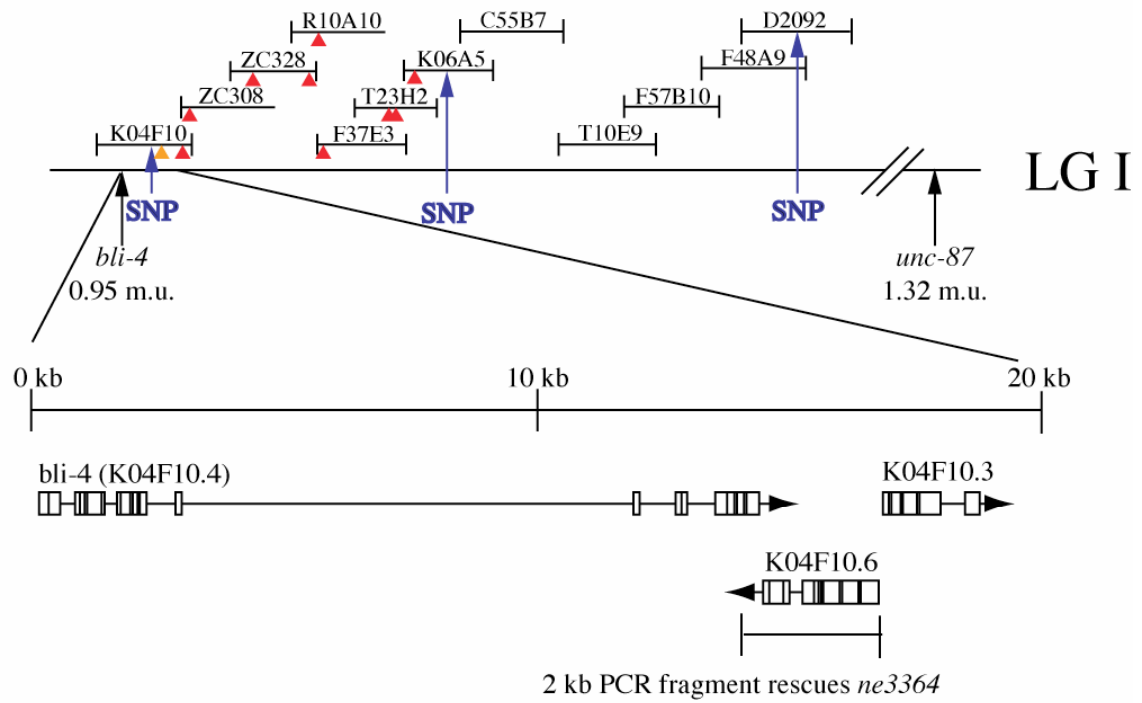 R10A10
C55B7
D2092
ZC328
K06A5
F48A9
ZC308
T23H2
F57B10
K04F10
F37E3
T10E9
LG I
SNP
SNP
SNP
bli-4
0.95 m.u.
unc-87
1.32 m.u.
0 kb
10 kb
20 kb
bli-4 (K04F10.4)
K04F10.3
K04F10.6
2 kb PCR fragment rescues ne3364